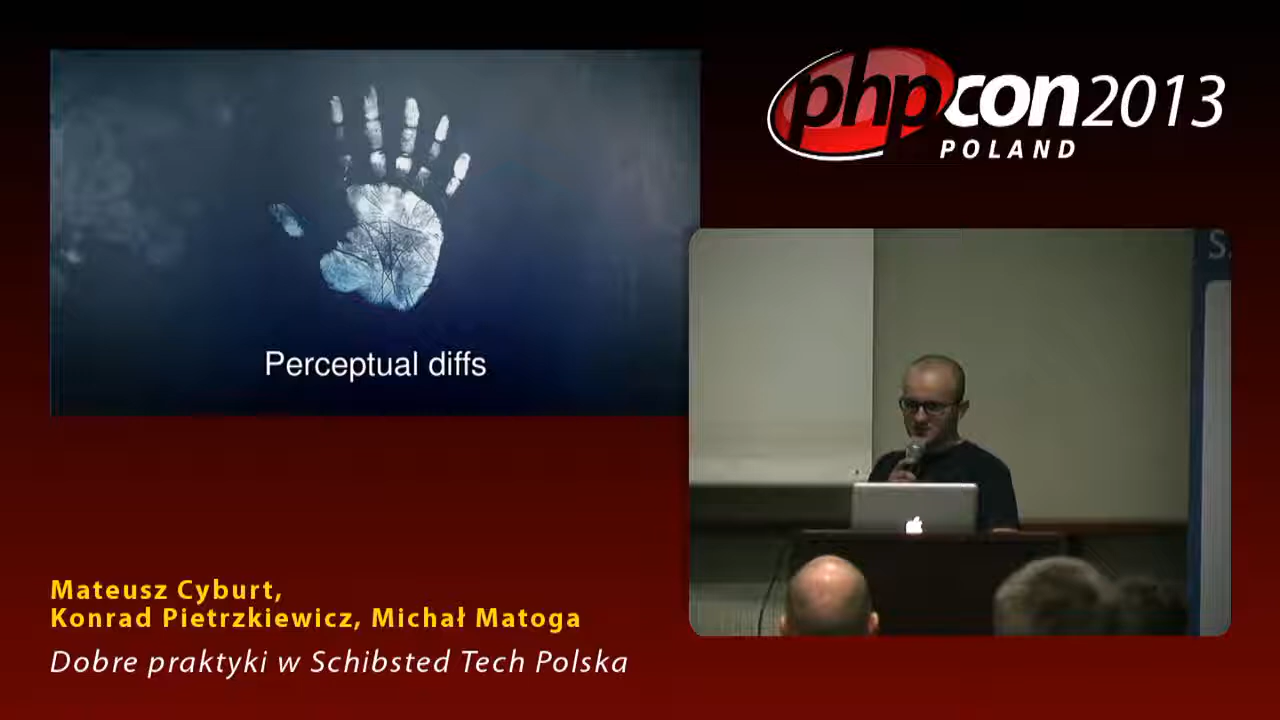 phpcon2013
POLAND
Perceptual diffs
S.
Mateusz Cyburt,
Konrad Pietrzkiewicz, Michał Matoga
Dobre praktyki w Schibsted Tech Polska